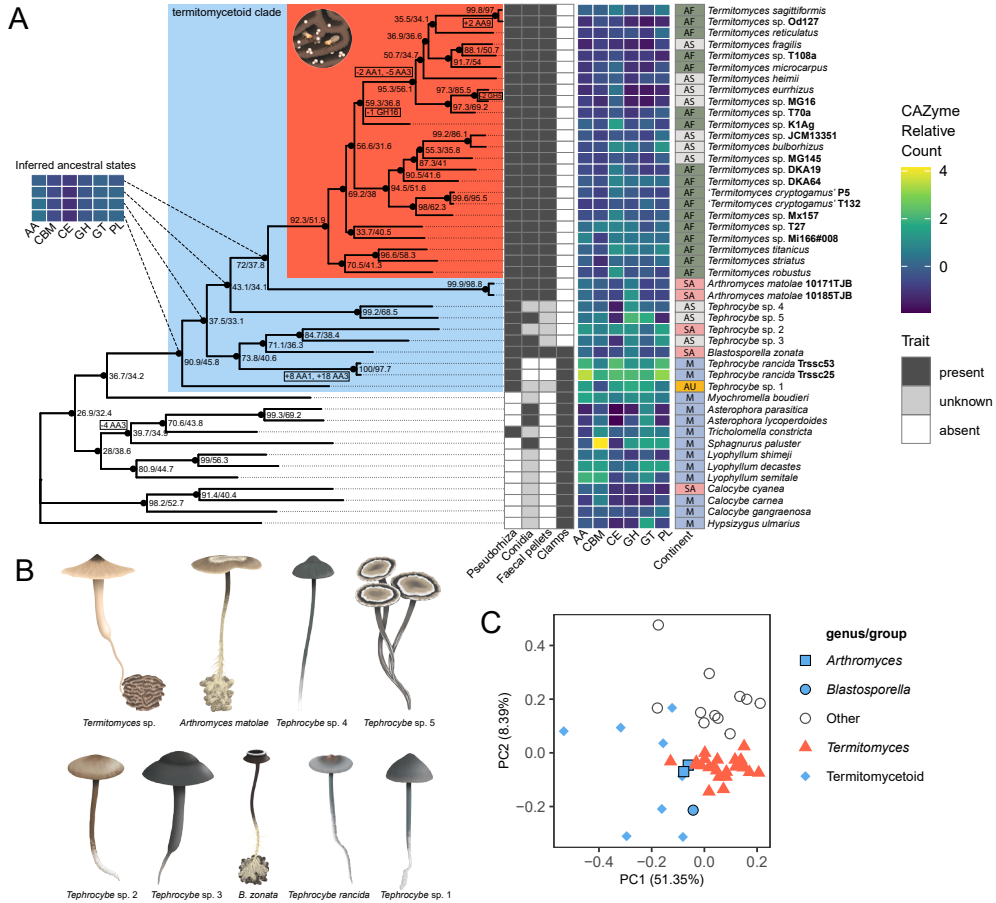 A
termitomycetoid clade
99.8/97
+2 AA9
35.5/34.1
36.9/36.6
50.7/34.7
88.1/50.7
91.7/54
-2 AA1, -5 AA3
95.3/56.1
97.3/85.5
-2 GH5
97.3/69.2
59.3/36.8
-1 GH16
99.2/86.1
56.6/31.6
55.3/35.8
87.3/41
90.5/41.6
69.2/38
94.5/51.6
99.6/95.5
98/62.3
92.3/51.9
33.7/40.5
96.6/58.3
70.5/41.3
72/37.8
99.9/98.8
43.1/34.1
99.2/68.5
37.5/33.1
84.7/38.4
71.1/36.3
73.8/40.6
90.9/45.8
100/97.7
+8 AA1, +18 AA3
36.7/34.2
26.9/32.4
99.3/69.2
70.6/43.8
-4 AA3
39.7/34.9
28/38.6
99/56.3
80.9/44.7
91.4/40.4
98.2/52.7
Inferred ancestral states
AA CBM CE GH GT PL
AF Termitomyces sagittiformis
AF Termitomyces sp. Od127
AF Termitomyces reticulatus
AS Termitomyces fragilis
AF Termitomyces sp. T108a
AF Termitomyces microcarpus
AS Termitomyces heimii
AS Termitomyces eurrhizus
AS Termitomyces sp. MG16
AF Termitomyces sp. T70a
AF Termitomyces sp. K1Ag
AS Termitomyces sp. JCM13351
AS Termitomyces bulborhizus
AS Termitomyces sp. MG145
AF Termitomyces sp. DKA19
AF Termitomyces sp. DKA64
AF 'Termitomyces cryptogamus' P5
AF 'Termitomyces cryptogamus' T132
AF Termitomyces sp. Mx157
AF Termitomyces sp. T27
AF Termitomyces sp. Mi166#008
AF Termitomyces titanicus
AF Termitomyces striatus
AF Termitomyces robustus
SA Arthromyces matolae 10171TJB
SA Arthromyces matolae 10185TJB
AS Tephrocybe sp. 4
AS Tephrocybe sp. 5
SA Tephrocybe sp. 2
AS Tephrocybe sp. 3
SA Blastosporella zonata
M Tephrocybe rancida Trssc53
M Tephrocybe rancida Trssc25
AU Tephrocybe sp. 1
M Myochromella boudieri
M Asterophora parasitica
M Asterophora lycoperdoides
M Tricholomella constricta
M Sphagnurus paluster
M Lyophyllum shimeji
M Lyophyllum decastes
M Lyophyllum semitale
SA Calocybe cyanea
M Calocybe carnea
M Calocybe gangraenosa
M Hypsizygus ulmarius
Pseudorhiza
Conidia
Faecal pellets
Clamps
AA CBM CE GH GT PL
Continent
CAZyme
Relative
Count
4
2
0
Trait
present
unknown
absent
B
Termitomyces sp.
Arthromyces matolae
Tephrocybe sp. 4
Tephrocybe sp. 5
Tephrocybe sp. 2
Tephrocybe sp. 3
B. zonata
Tephrocybe rancida
Tephrocybe sp. 1
C
PC2 (8.39%)
0.4
0.2
0.0
−0.2
−0.4
−0.2
0.0
0.2
PC1 (51.35%)
genus/group
Arthromyces
Blastosporella
Other
Termitomyces
Termitomycetoid